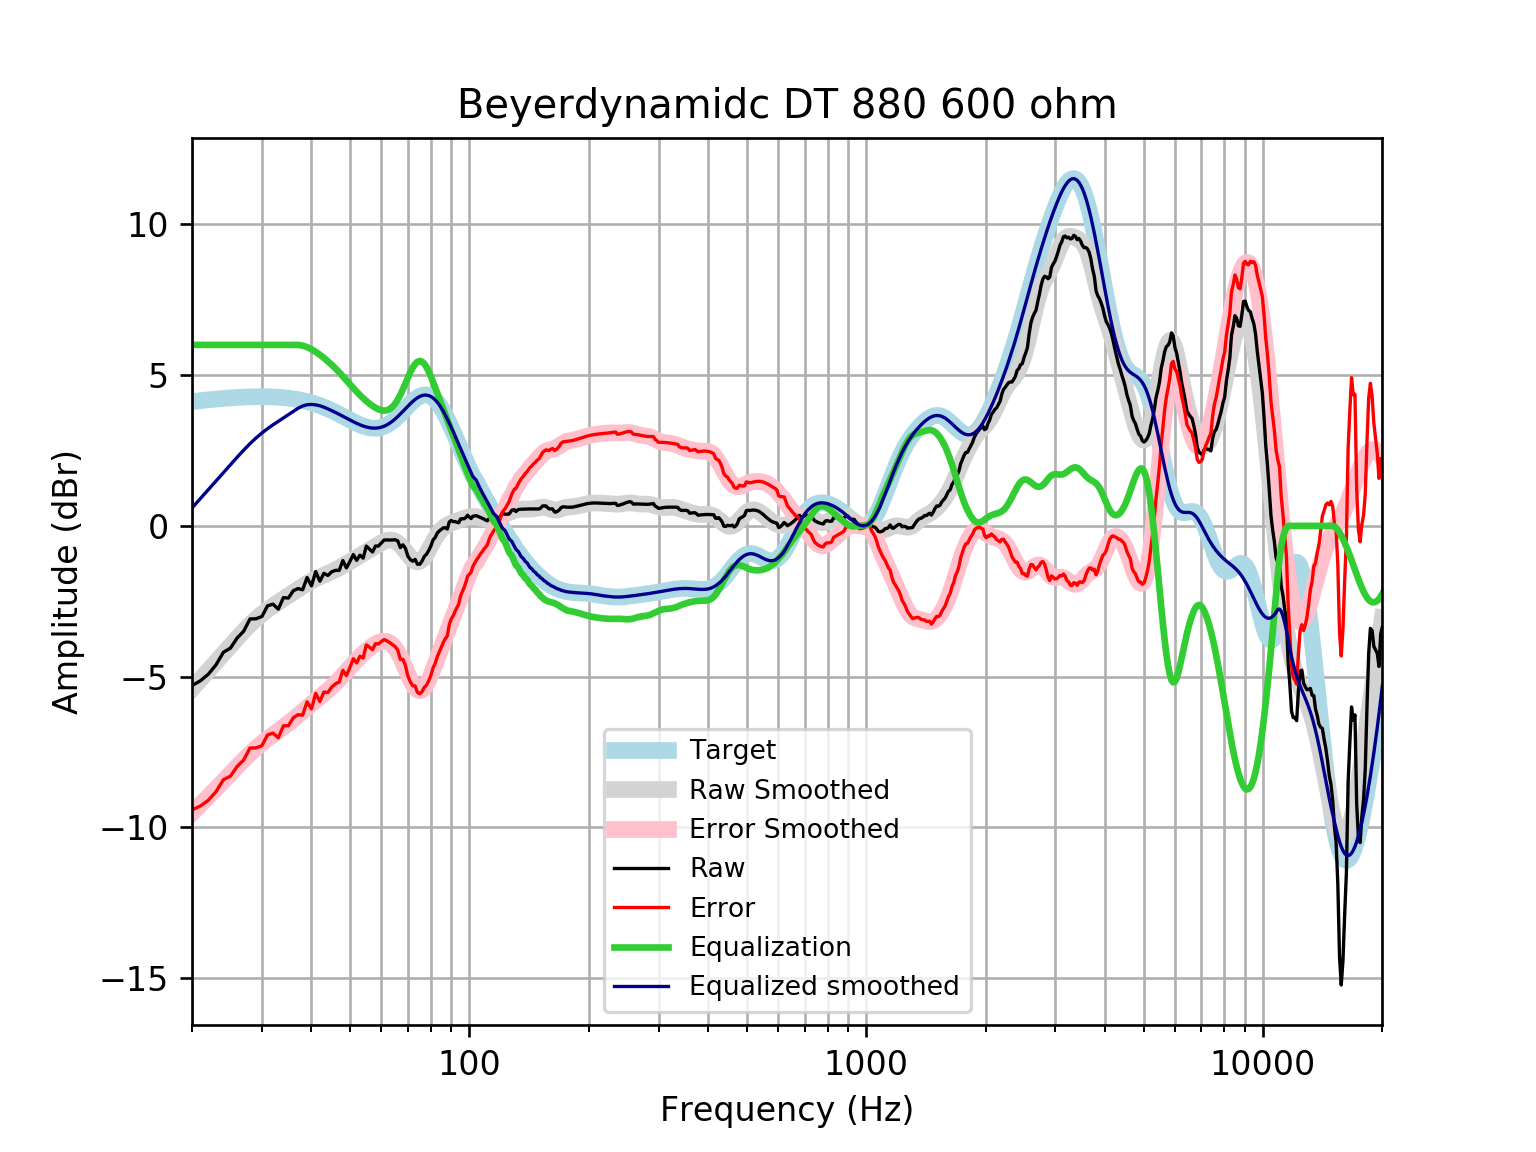 Beyerdynamidc DT 880 600 ohm
Amplitude (dBr)
10
5
0
−5
−10
−15
Target
Raw Smoothed
Error Smoothed
Raw
Error
Equalization
Equalized smoothed
100 1000 10000
Frequency (Hz)